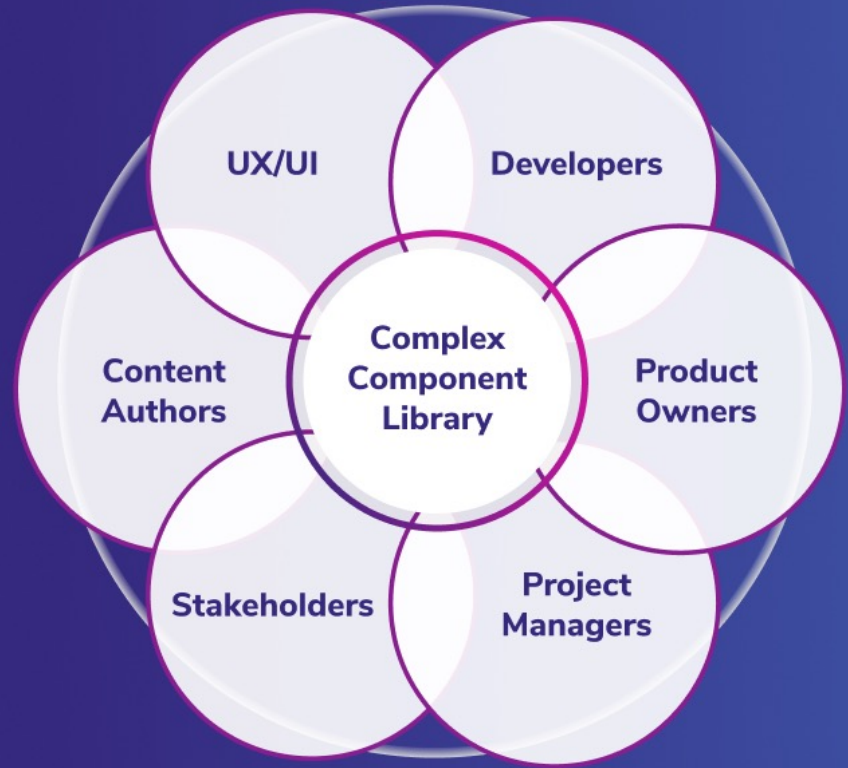 UX/UI
Developers
Complex
Component
Library
Content
Authors
Product
Owners
Stakeholders
Project
Managers